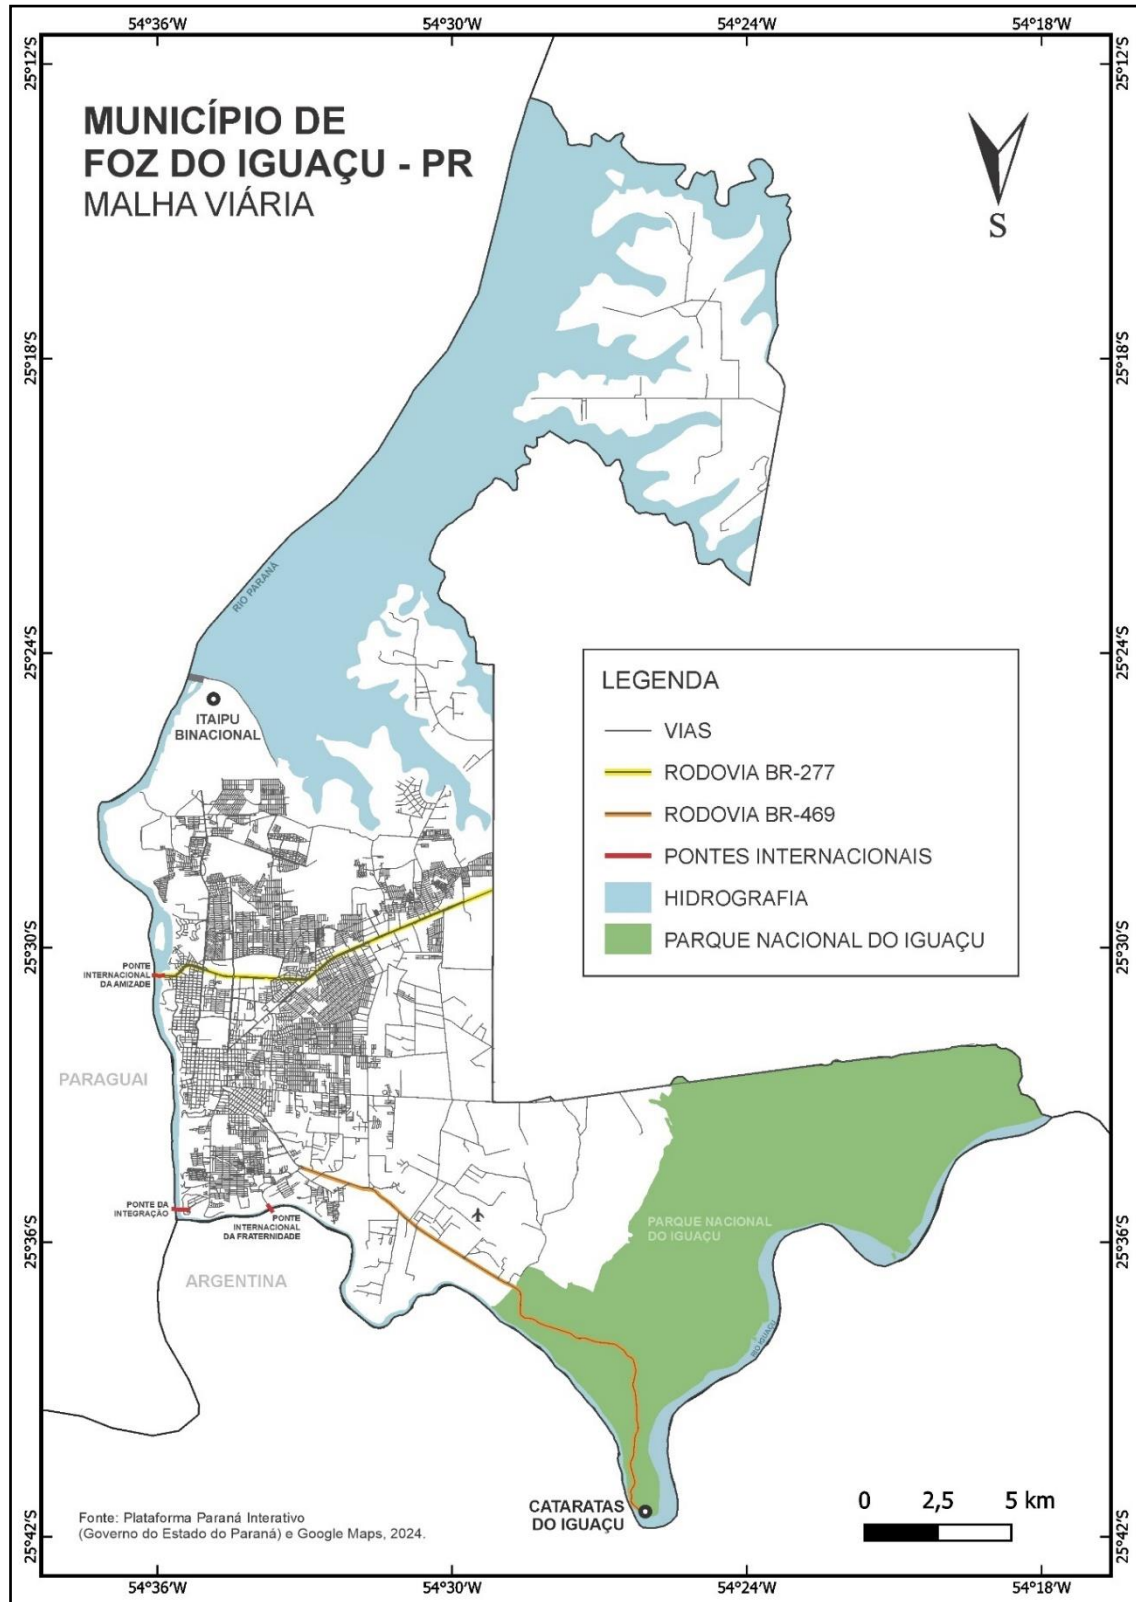 54°36'W
54°30'W
54°24'W
54°18'W
25°12'S
25°12'S
MUNICÍPIO DE
FOZ DO IGUAÇU - PR
MALHA VIÁRIA
S
25°18'S
25°18'S
RIO PARANÁ
25°24'S
25°24'S
ITAIPU
BINACIONAL
LEGENDA
VIAS
RODOVIA BR-277
RODOVIA BR-469
PONTES INTERNACIONAIS
HIDROGRAFIA
PARQUE NACIONAL DO IGUAÇU
25°30'S
25°30'S
PONTE
INTERNACIONAL
DA AMIZADE
PARAGUAI
PONTE DA
INTEGRAÇÃO
PONTE
INTERNACIONAL
DA FRATERNIDADE
PARQUE NACIONAL
DO IGUAÇU
25°36'S
25°36'S
ARGENTINA
RIO IGUAÇU
CATARATAS
DO IGUAÇU
0 2,5 5 km
Fonte: Plataforma Paraná Interativo
(Governo do Estado do Paraná) e Google Maps, 2024.
25°42'S
25°42'S
54°36'W
54°30'W
54°24'W
54°18'W